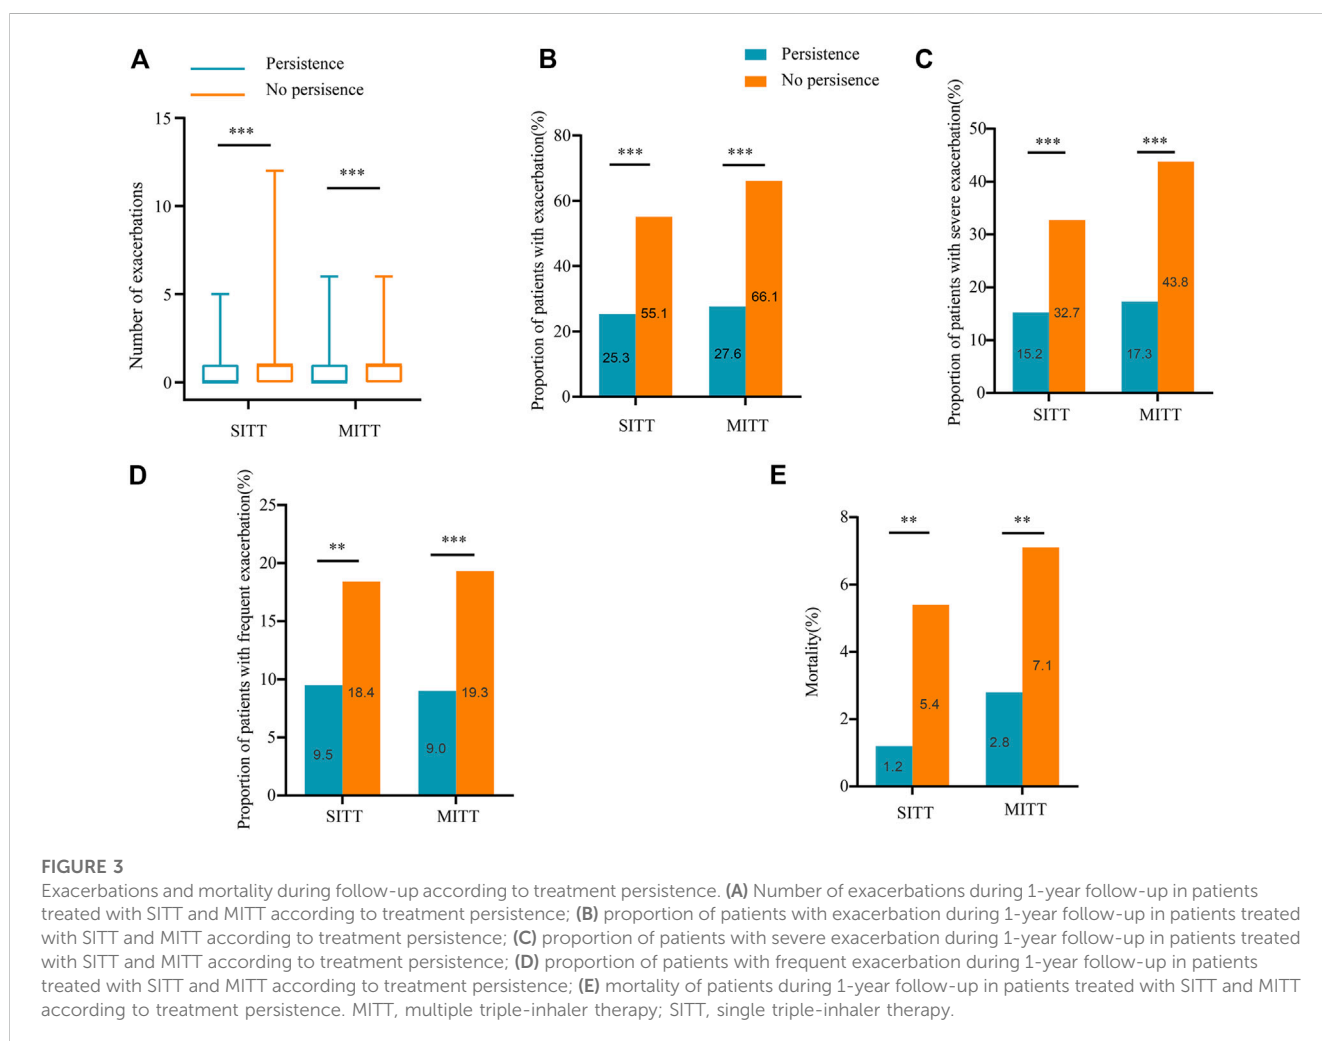 A
Persistence
No persisence
Number of exacerbations
15
10
5
0
***
***
SITT
MITT
B
Persistence
No persisence
Proportion of patients with exacerbation(%)
80
60
40
20
0
***
***
25.3
55.1
27.6
66.1
SITT
MITT
C
Proportion of patients with severe exacerbation(%)
50
40
30
20
10
0
***
***
15.2
32.7
17.3
43.8
SITT
MITT
D
Proportion of patients with frequent exacerbation(%)
25
20
15
10
5
0
**
***
9.5
18.4
9.0
19.3
SITT
MITT
E
Mortality(%)
8
6
4
2
0
**
**
1.2
5.4
2.8
7.1
SITT
MITT
FIGURE 3
Exacerbations and mortality during follow-up according to treatment persistence. (A) Number of exacerbations during 1-year follow-up in patients
treated with SITT and MITT according to treatment persistence; (B) proportion of patients with exacerbation during 1-year follow-up in patients treated
with SITT and MITT according to treatment persistence; (C) proportion of patients with severe exacerbation during 1-year follow-up in patients treated
with SITT and MITT according to treatment persistence; (D) proportion of patients with frequent exacerbation during 1-year follow-up in patients
treated with SITT and MITT according to treatment persistence; (E) mortality of patients during 1-year follow-up in patients treated with SITT and MITT
according to treatment persistence. MITT, multiple triple-inhaler therapy; SITT, single triple-inhaler therapy.